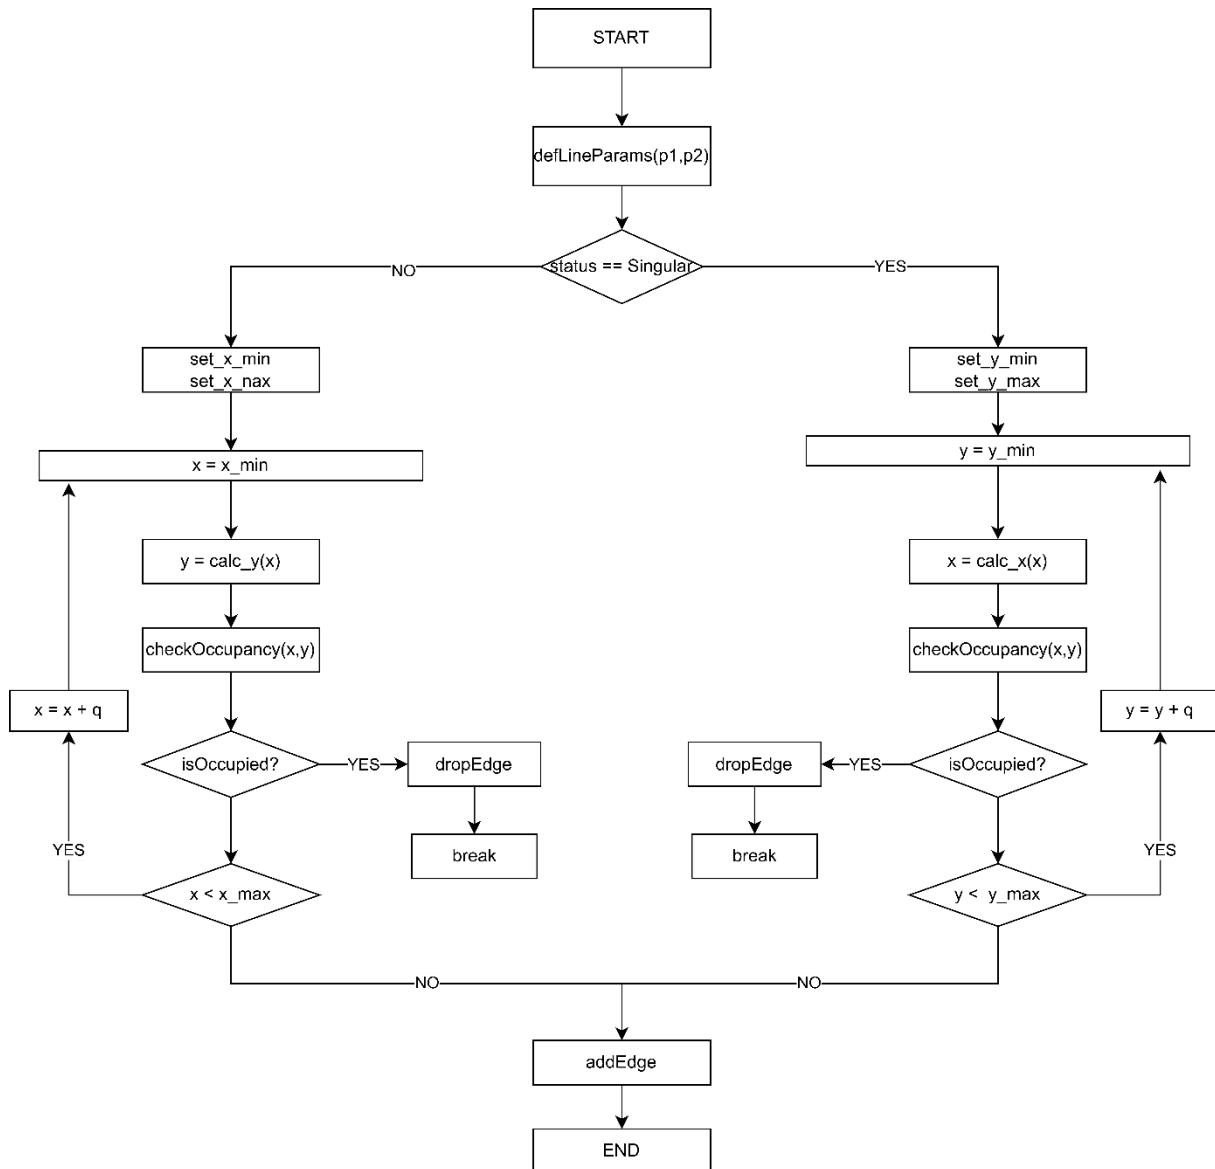 START
defLineParams(p1,p2)
status == Singular
NO
YES
set_x_min
set_x_nax
set_y_min
set_y_max
x = x_min
y = y_min
y = calc_y(x)
x = calc_x(x)
checkOccupancy(x,y)
checkOccupancy(x,y)
x = x + q
y = y + q
isOccupied?
YES
dropEdge
dropEdge
YES
isOccupied?
break
break
YES
YES
x < x_max
y < y_max
NO
NO
addEdge
END